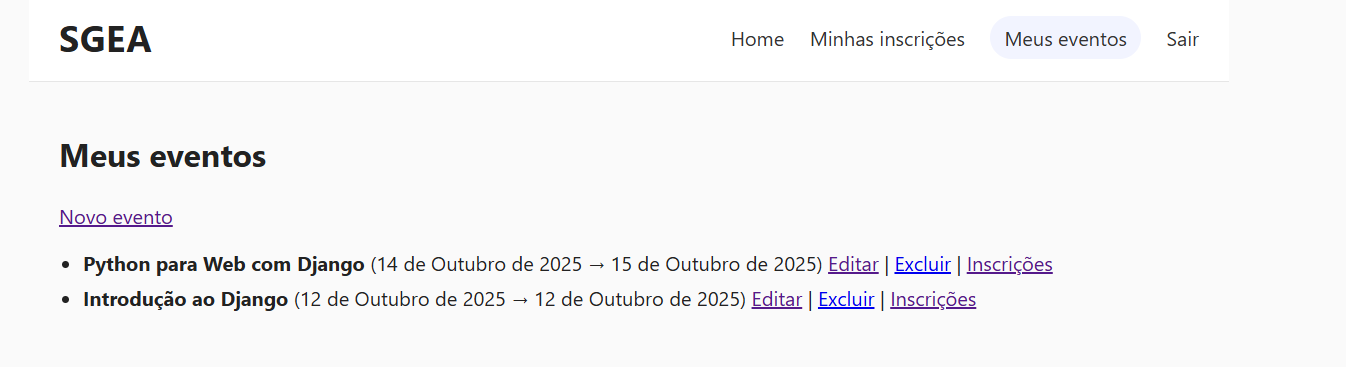 SGEA
Home Minhas inscrições Meus eventos Sair
Meus eventos
Novo evento
• Python para Web com Django (14 de Outubro de 2025 → 15 de Outubro de 2025) Editar | Excluir | Inscrições
• Introdução ao Django (12 de Outubro de 2025 → 12 de Outubro de 2025) Editar | Excluir | Inscrições